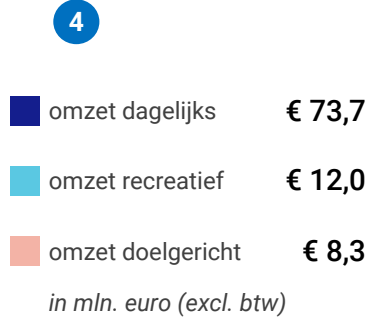 4
omzet dagelijks € 73,7
omzet recreatief € 12,0
omzet doelgericht € 8,3
in mln. euro (excl. btw)